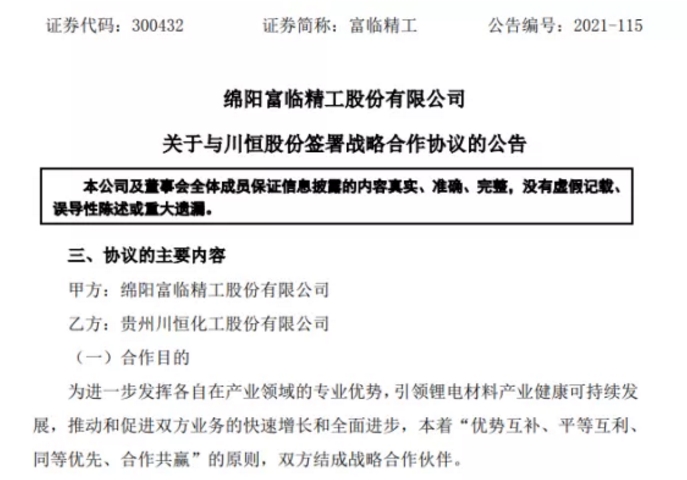 证券代码：300432 证券简称：富临精工 公告编号：2021-115
绵阳富临精工股份有限公司
关于与川恒股份签署战略合作协议的公告
本公司及董事会全体成员保证信息披露的内容真实、准确、完整，没有虚假记载、
误导性陈述或重大遗漏。
三、协议的主要内容
甲方：绵阳富临精工股份有限公司
乙方：贵州川恒化工股份有限公司
（一）合作目的
为进一步发挥各自在产业领域的专业优势，引领锂电材料产业健康可持续发
展，推动和促进双方业务的快速增长和全面进步，本着“优势互补、平等互利、
同等优先、合作共赢”的原则，双方结成战略合作伙伴。